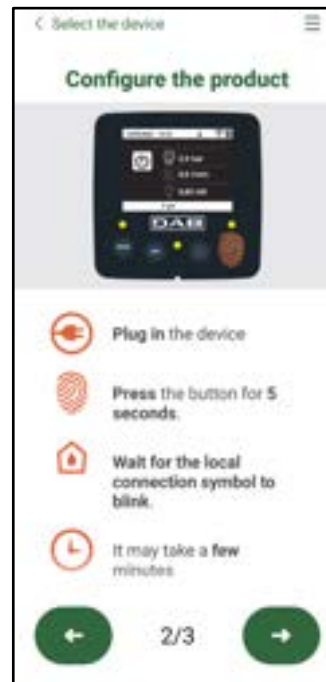 Select the device
Configure the product
DAB
Plug in the device
Press the button for 5
seconds.
Wait for the local
connection symbol to
blink.
It may take a few
minutes
2/3